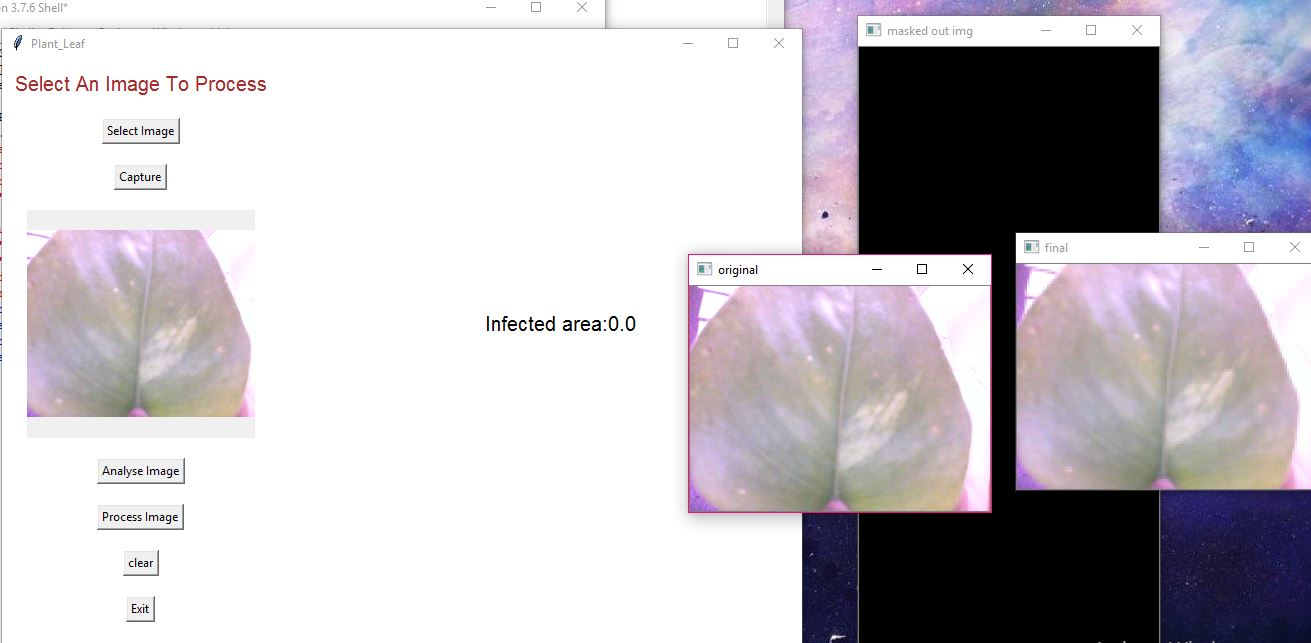 n 3.7.6 Shell*
Plant_Leaf
Select An Image To Process
Select Image
Capture
Infected area:0.0
Analyse Image
Process Image
clear
Exit
masked out img
original
final